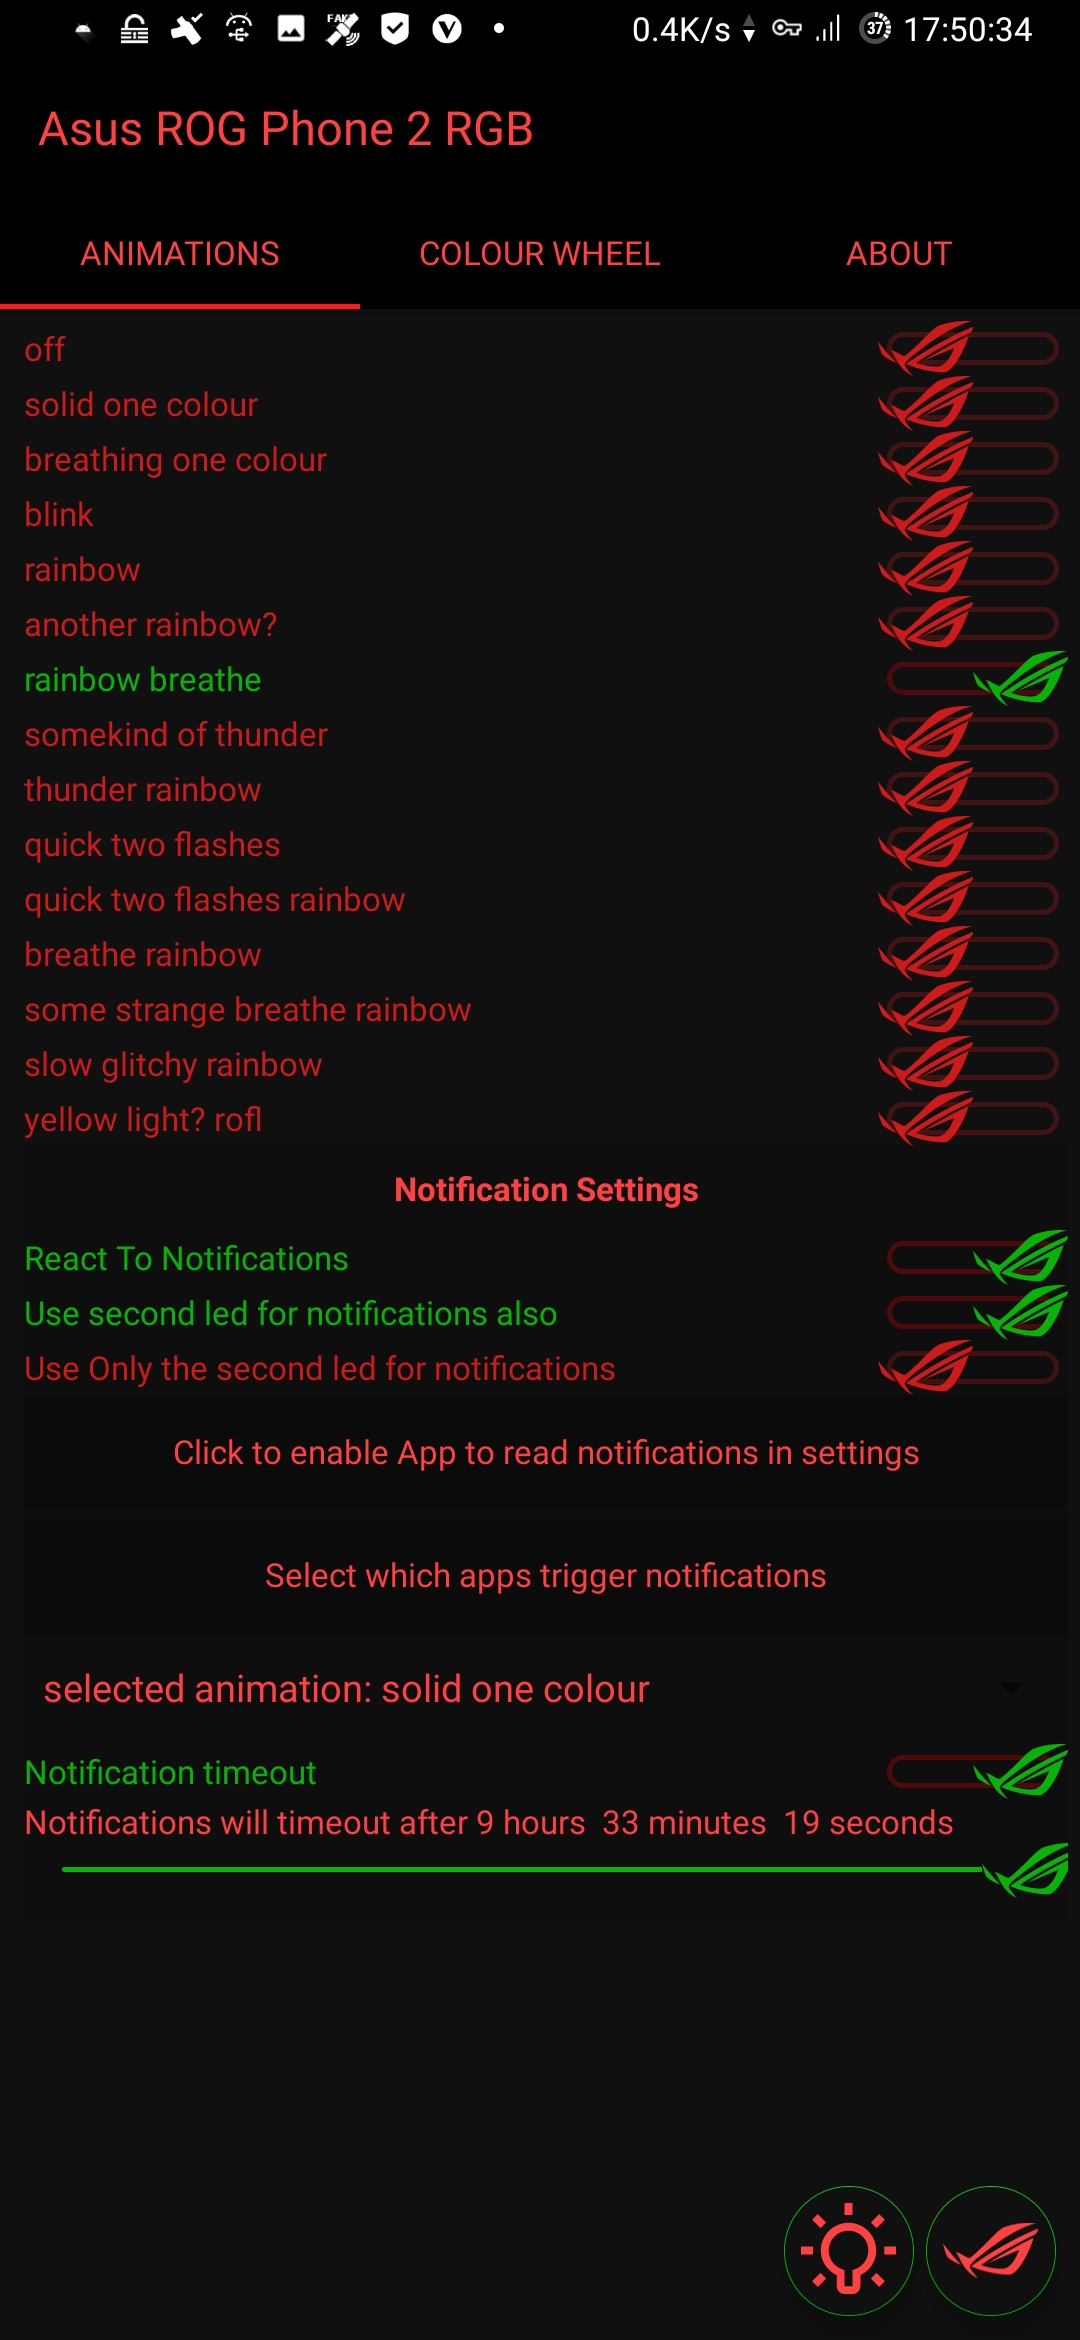 FAKE
0.4K/s
37
17:50:34
Asus ROG Phone 2 RGB
ANIMATIONS
COLOUR WHEEL
ABOUT
off
solid one colour
breathing one colour
blink
rainbow
another rainbow?
rainbow breathe
somekind of thunder
thunder rainbow
quick two flashes
quick two flashes rainbow
breathe rainbow
some strange breathe rainbow
slow glitchy rainbow
yellow light? rofl
Notification Settings
React To Notifications
Use second led for notifications also
Use Only the second led for notifications
Click to enable App to read notifications in settings
Select which apps trigger notifications
selected animation: solid one colour
Notification timeout
Notifications will timeout after 9 hours  33 minutes  19 seconds